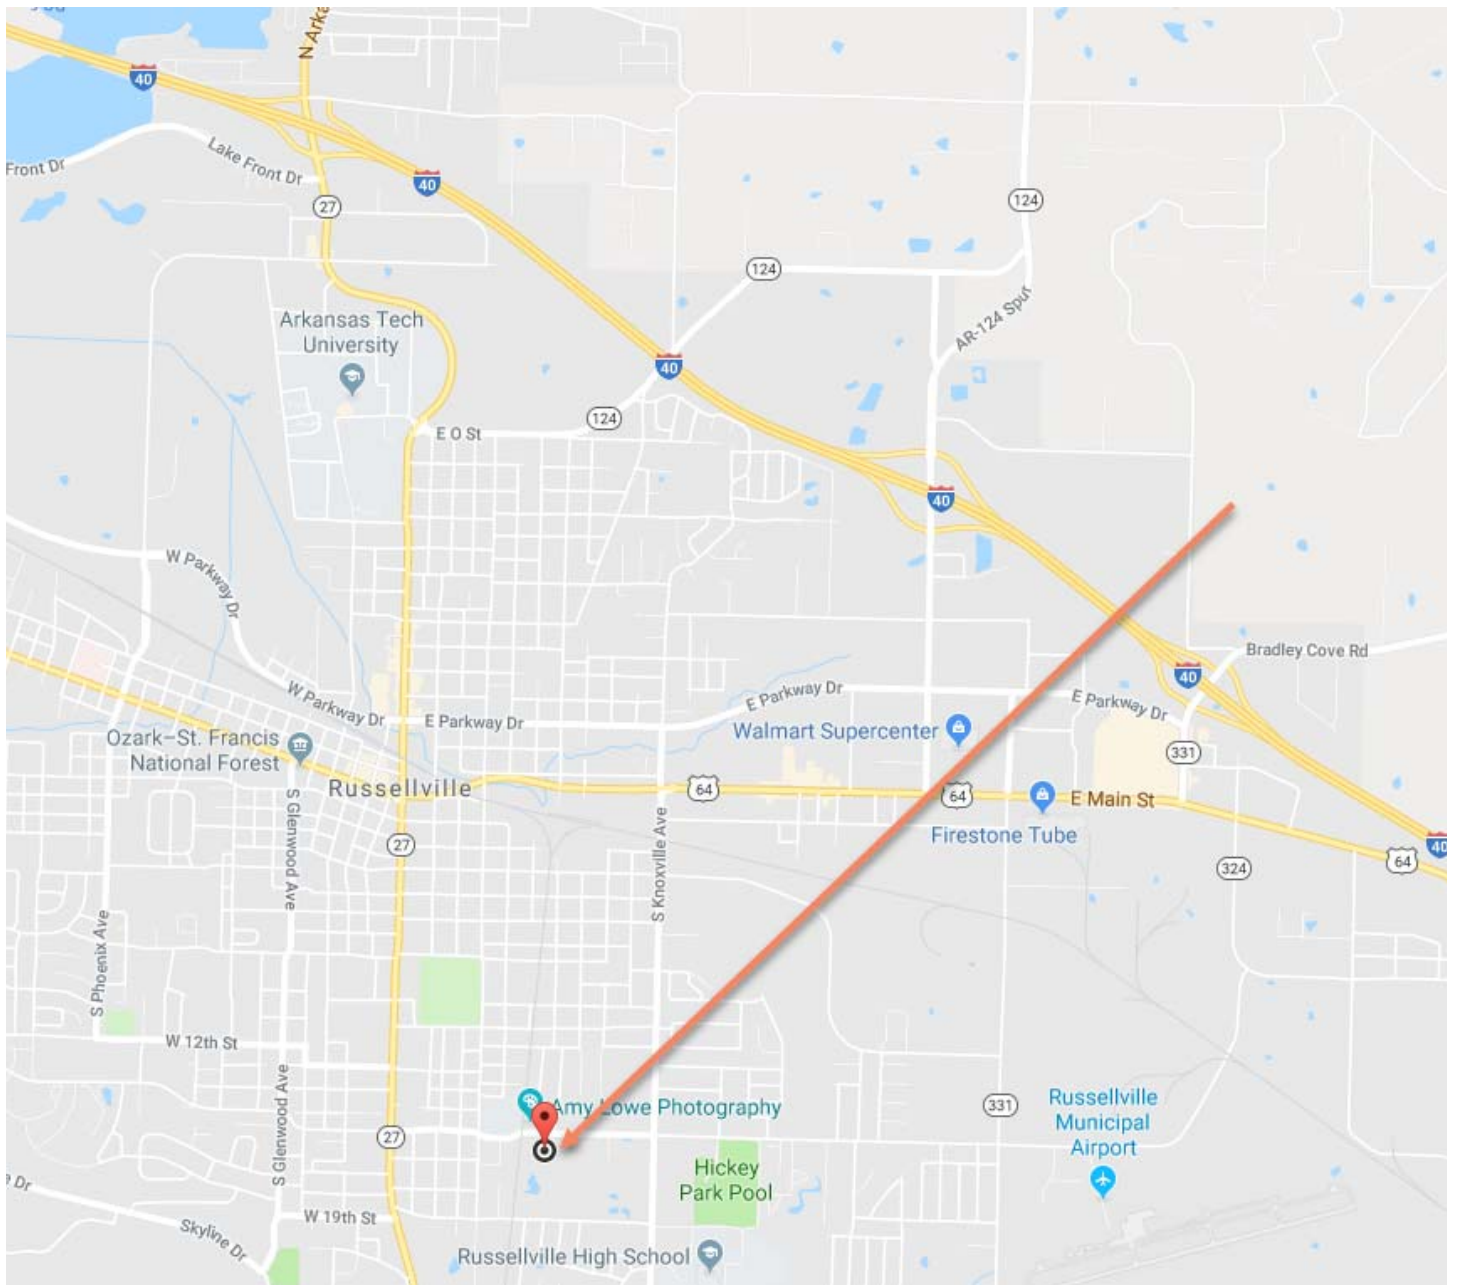 40
N Arka
Front Dr
Lake Front Dr
27
40
124
124
AR-124 Spur
Arkansas Tech
University
40
124
E O St
40
W Parkway Dr
Bradley Cove Rd
40
W Parkway Dr
E Parkway Dr
E Parkway Dr
E Parkway Dr
Walmart Supercenter
331
Ozark–St. Francis
National Forest
Russellville
64
64
E Main St
Firestone Tube
S Glenwood Ave
27
S Knoxville Ave
324
64
40
S Phoenix Ave
W 12th St
S Glenwood Ave
Amy Lowe Photography
331
Russellville
Municipal
Airport
27
Hickey
Park Pool
e Dr
Skyline Dr
W 19th St
Russellville High School